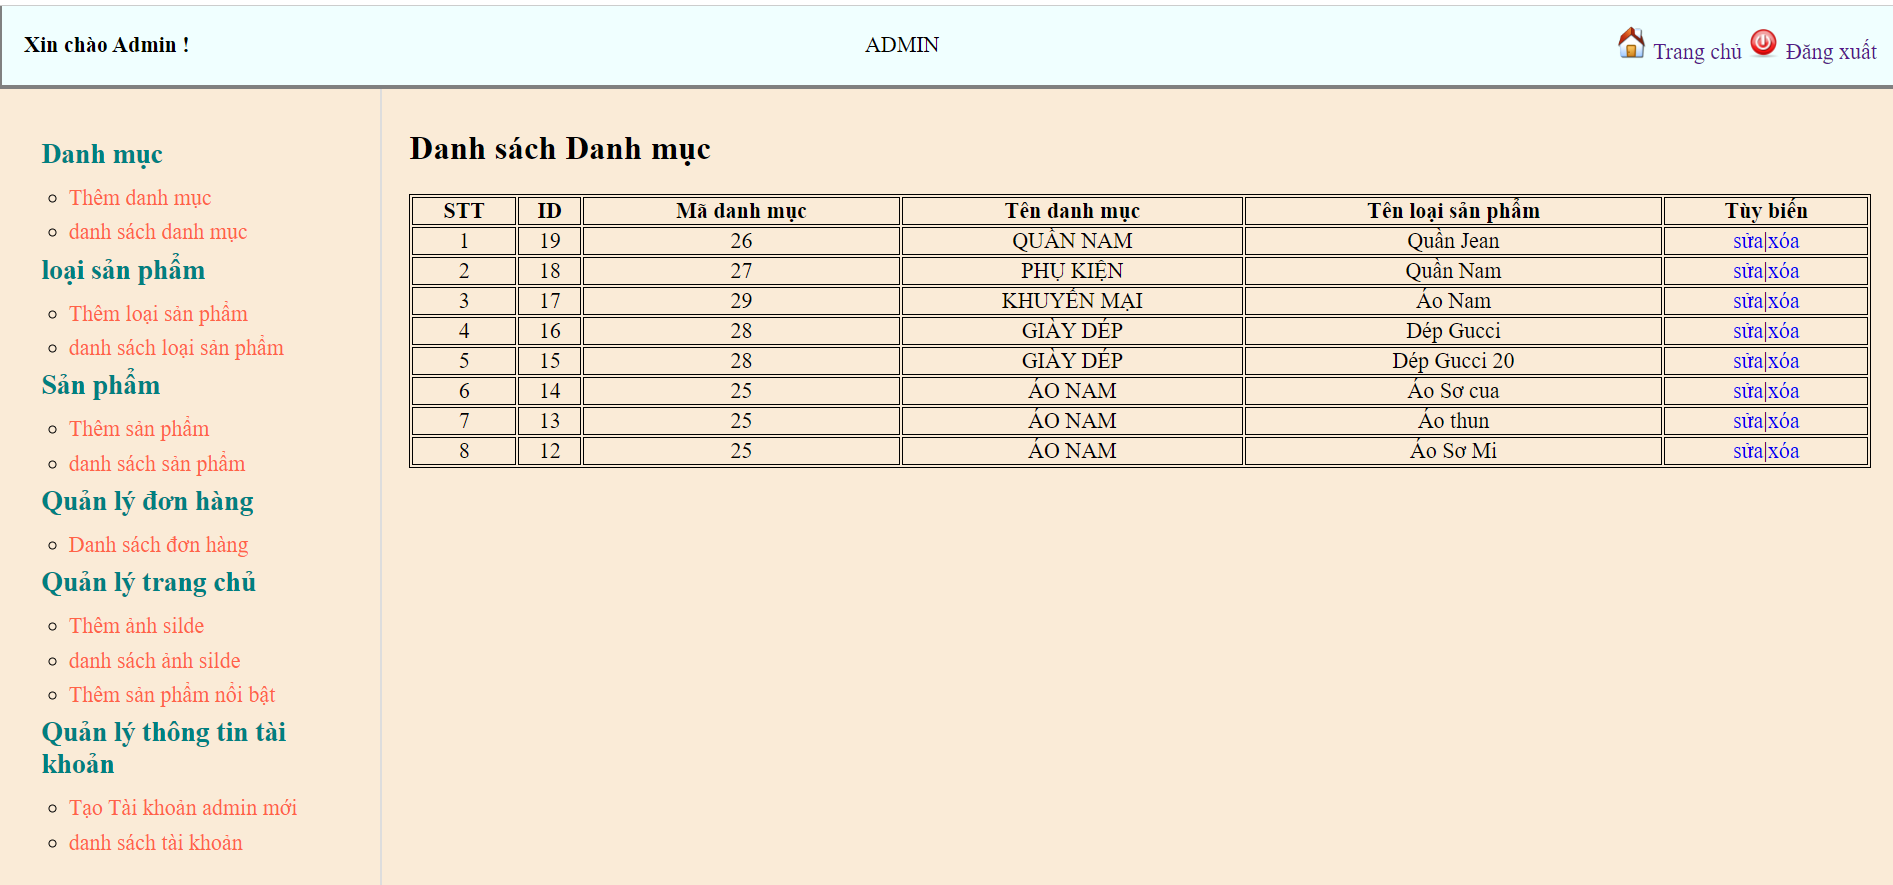 Xin chào Admin !
ADMIN
Trang chủ Đăng xuất
Danh mục
Thêm danh mục
danh sách danh mục
loại sản phẩm
Thêm loại sản phẩm
danh sách loại sản phẩm
Sản phẩm
Thêm sản phẩm
danh sách sản phẩm
Quản lý đơn hàng
Danh sách đơn hàng
Quản lý trang chủ
Thêm ảnh silde
danh sách ảnh silde
Thêm sản phẩm nổi bật
Quản lý thông tin tài
khoản
Tạo Tài khoản admin mới
danh sách tài khoản
Danh sách Danh mục
STT ID Mã danh mục Tên danh mục Tên loại sản phẩm Tùy biến
1 19 26 QUẦN NAM Quần Jean sửa|xóa
2 18 27 PHỤ KIỆN Quần Nam sửa|xóa
3 17 29 KHUYẾN MẠI Áo Nam sửa|xóa
4 16 28 GIÀY DÉP Dép Gucci sửa|xóa
5 15 28 GIÀY DÉP Dép Gucci 20 sửa|xóa
6 14 25 ÁO NAM Áo Sơ cua sửa|xóa
7 13 25 ÁO NAM Áo thun sửa|xóa
8 12 25 ÁO NAM Áo Sơ Mi sửa|xóa